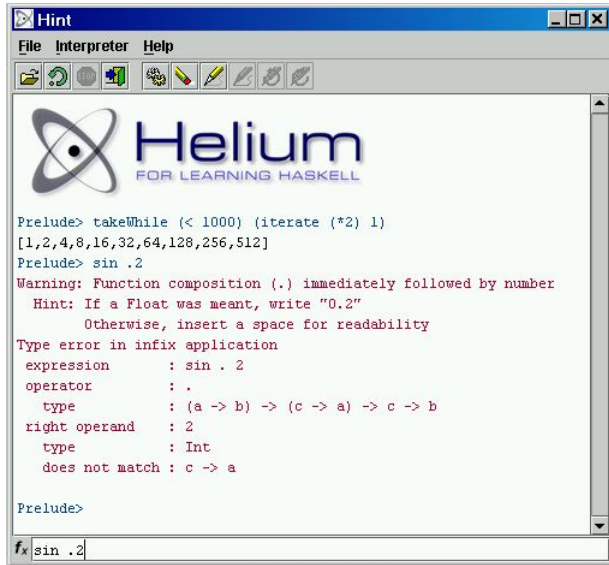 Hint
File Interpreter Help
STOP
Helium
FOR LEARNING HASKELL
Prelude> takeWhile (< 1000) (iterate (*2) 1)
[1,2,4,8,16,32,64,128,256,512]
Prelude> sin .2
Warning: Function composition (.) immediately followed by number
  Hint: If a Float was meant, write "0.2"
        Otherwise, insert a space for readability
Type error in infix application
 expression       : sin . 2
 operator         : .
   type           : (a -> b) -> (c -> a) -> c -> b
 right operand    : 2
   type           : Int
   does not match : c -> a
Prelude>
fx sin .2